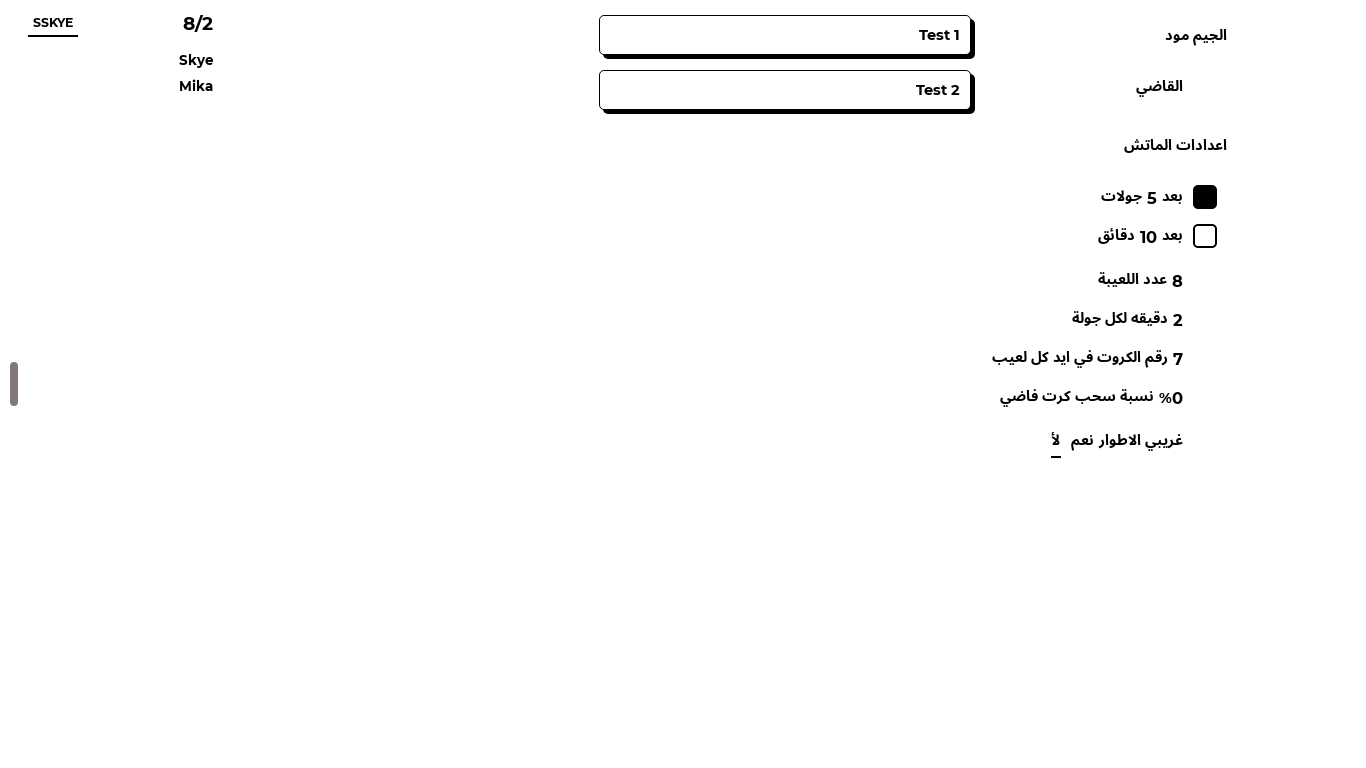 الجيم مود
القاضي
اعدادات الماتش
بعد 5 جولات
بعد 10 دقائق
8 عدد اللعيبة
2 دقيقه لكل جولة
7 رقم الكروت في ايد كل لعيب
%0 نسبة سحب كرت فاضي
غريبي الاطوار نعم لأ
Test 1
Test 2
8/2
Skye
Mika
SSKYE